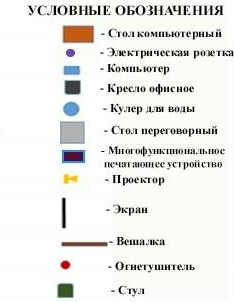 УСЛОВНЫЕ ОБОЗНАЧЕНИЯ
- Стол компьютерный
- Электрическая розетка
- Компьютер
- Кресло офисное
- Кулер для воды
- Стол переговорный
- Многофункциональное
печатающее устройство
- Проектор
- Экран
- Вешалка
- Огнетушитель
- Стул